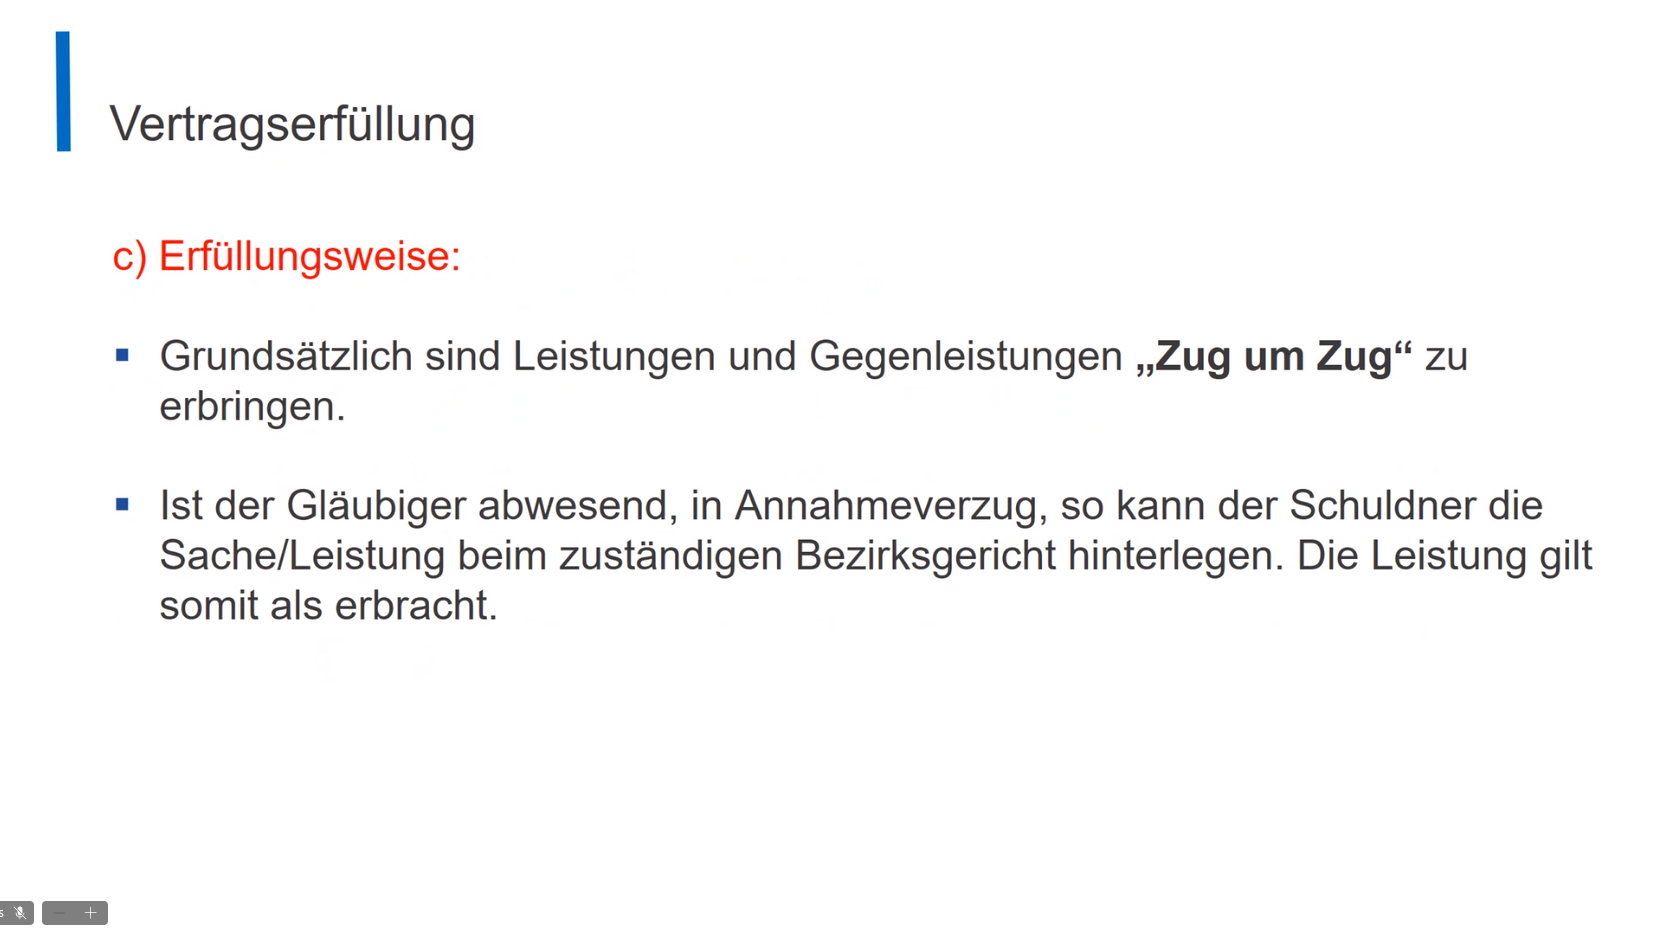 Vertragserfüllung
c) Erfüllungsweise:
▪ Grundsätzlich sind Leistungen und Gegenleistungen „Zug um Zug“ zu
erbringen.
▪ Ist der Gläubiger abwesend, in Annahmeverzug, so kann der Schuldner die
Sache/Leistung beim zuständigen Bezirksgericht hinterlegen. Die Leistung gilt
somit als erbracht.
s